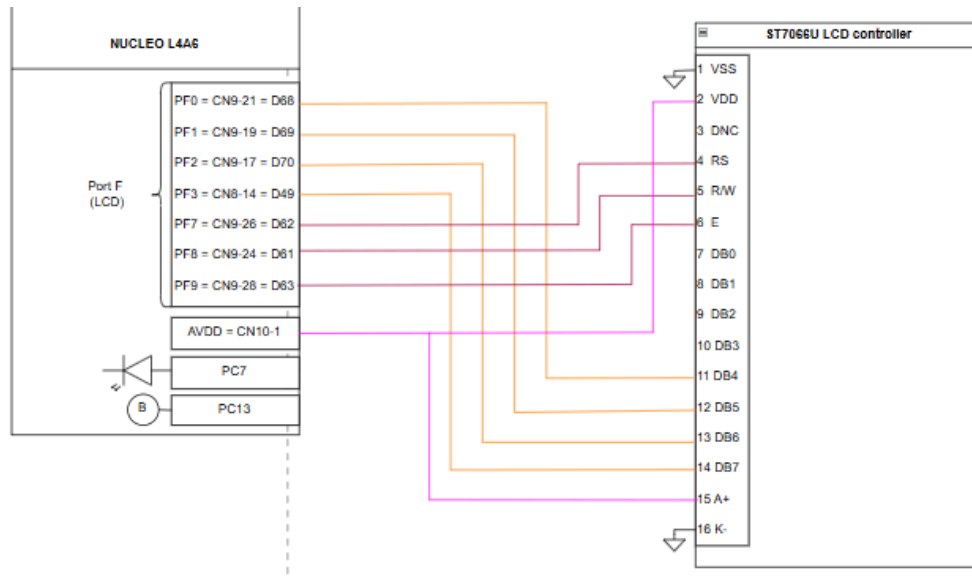 NUCLEO L4A6
Port F
(LCD)
PF0 = CN9-21 = D68
PF1 = CN9-19 = D69
PF2 = CN9-17 = D70
PF3 = CN8-14 = D49
PF7 = CN9-26 = D62
PF8 = CN9-24 = D61
PF9 = CN9-28 = D63
AVDD = CN10-1
PC7
B
PC13
ST7066U LCD controller
1 VSS
2 VDD
3 DNC
4 RS
5 R/W
6 E
7 DB0
8 DB1
9 DB2
10 DB3
11 DB4
12 DB5
13 DB6
14 DB7
15 A+
16 K-